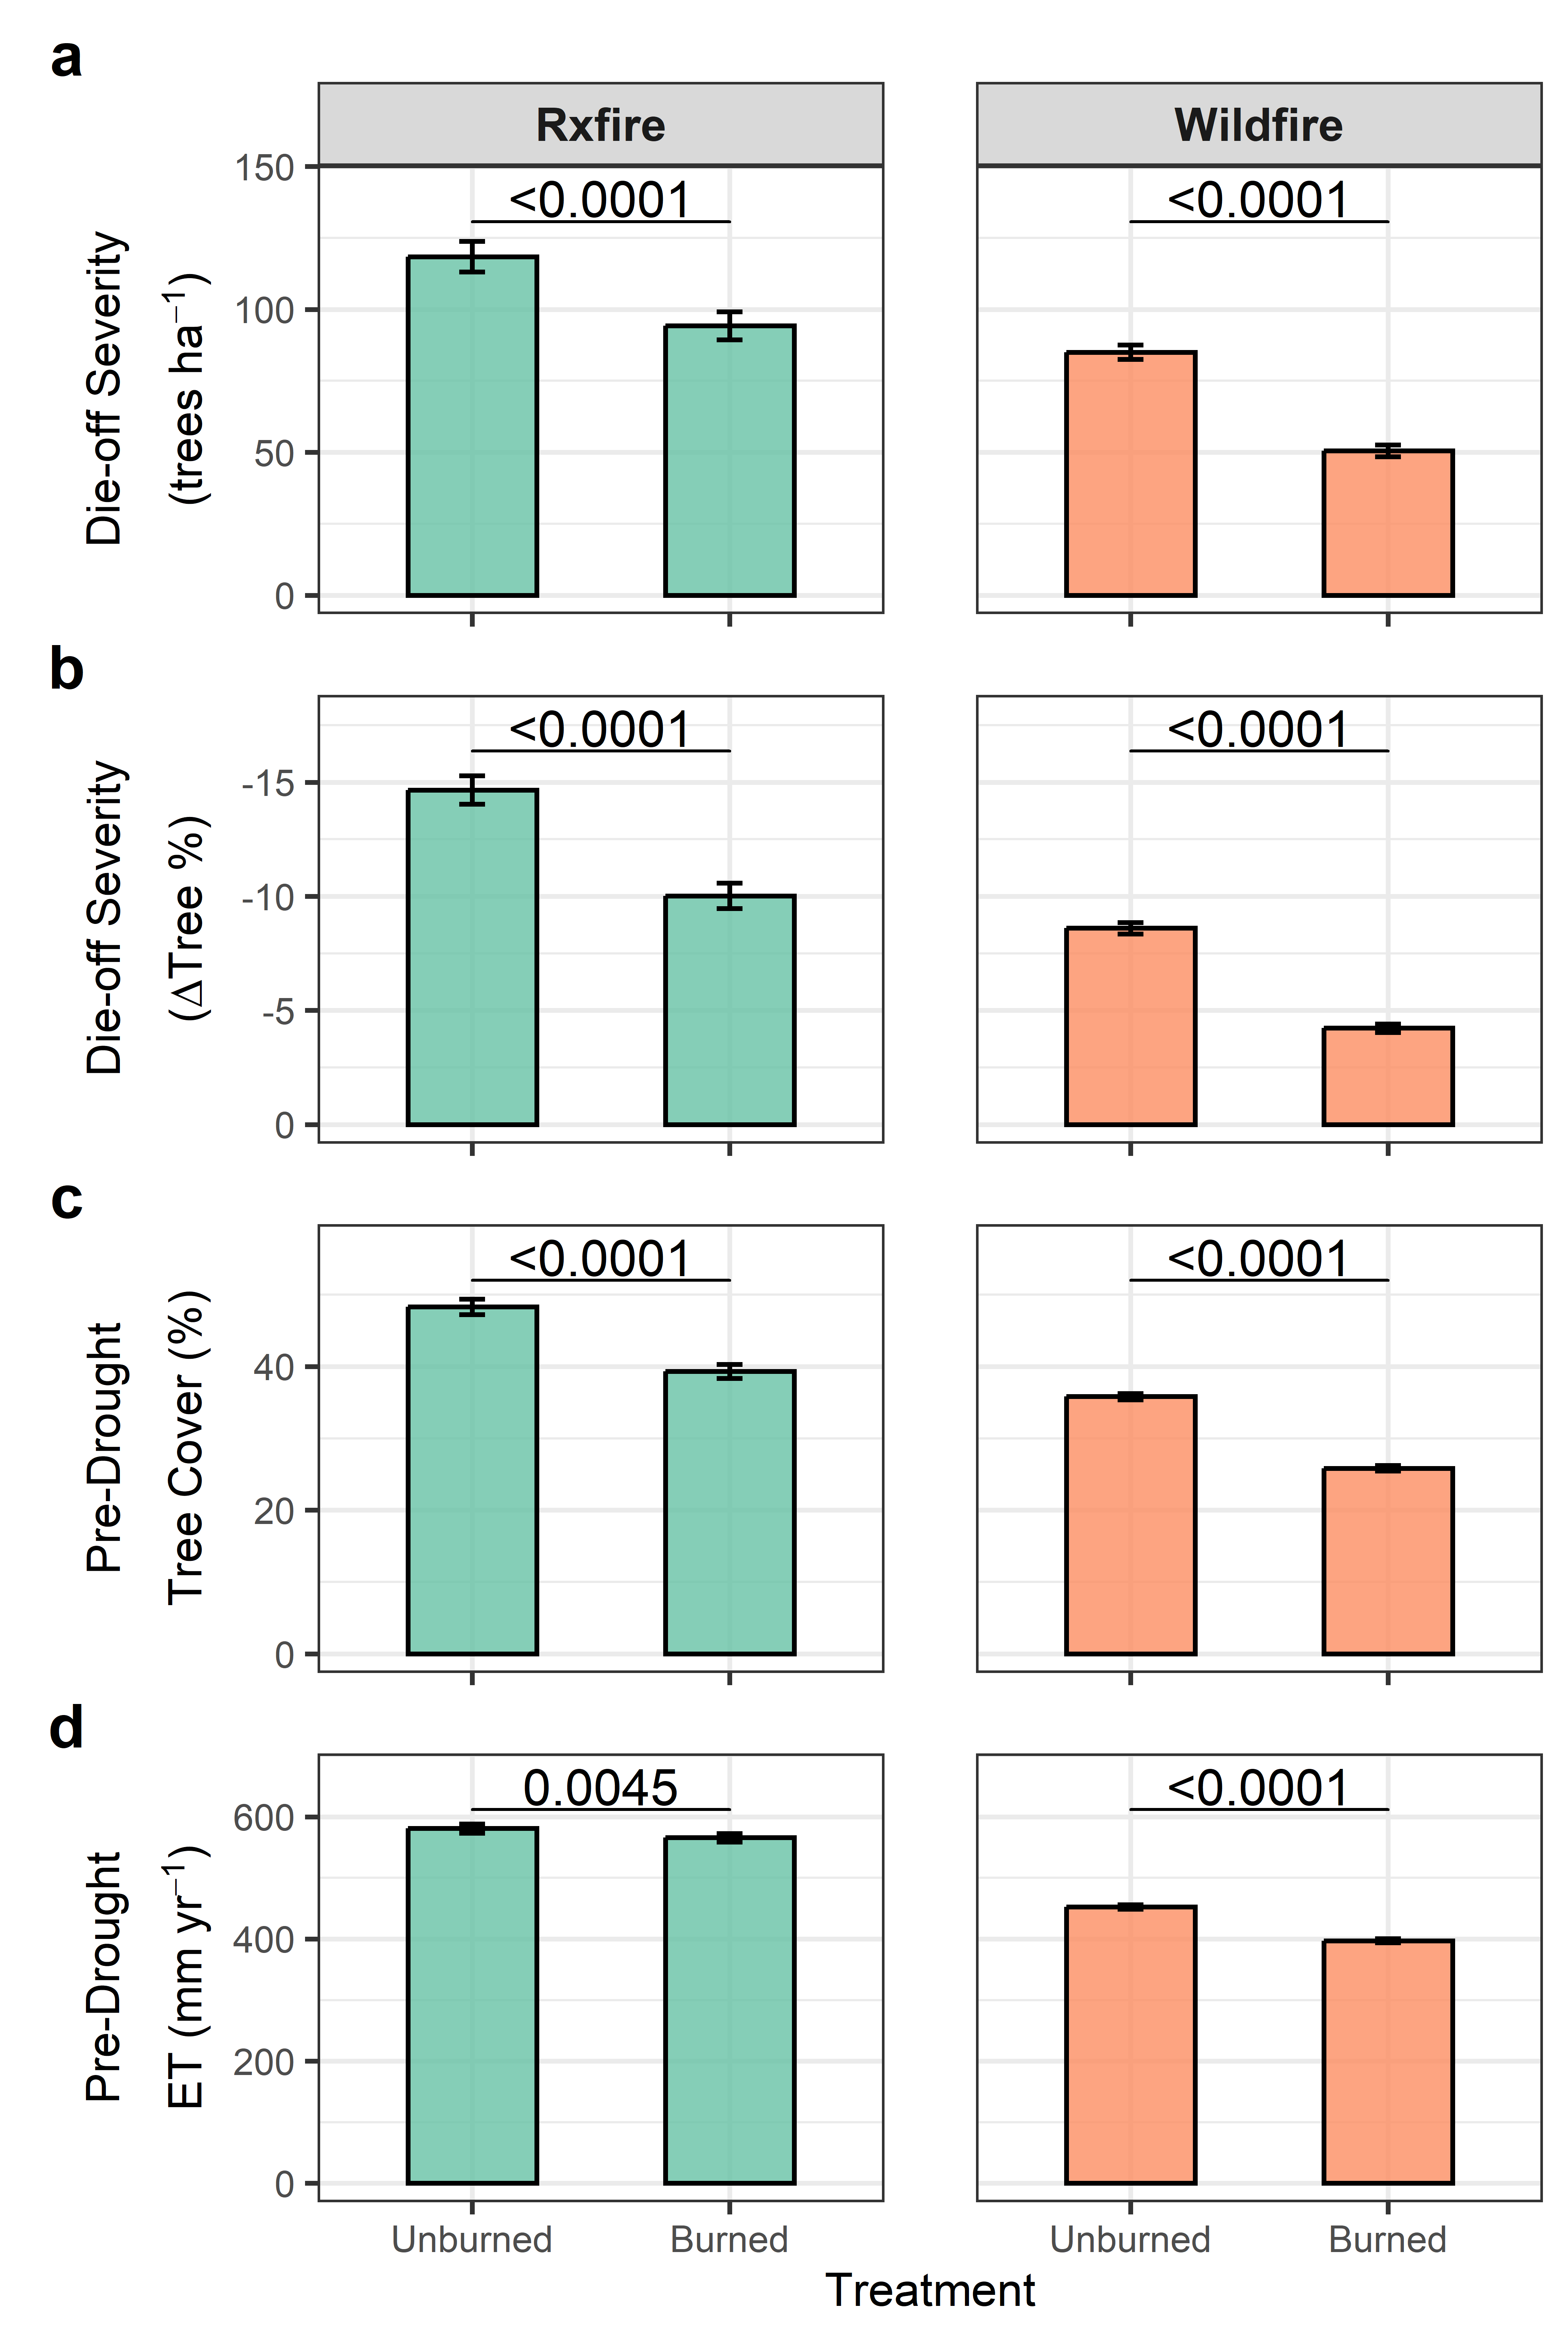 a
Rxfire
Wildfire
Die-off Severity
(trees ha⁻¹)
150
100
50
0
<0.0001
<0.0001
b
Die-off Severity
(ΔTree %)
-15
-10
-5
0
<0.0001
<0.0001
c
Pre-Drought
Tree Cover (%)
40
20
0
<0.0001
<0.0001
d
Pre-Drought
ET (mm yr⁻¹)
600
400
200
0
0.0045
<0.0001
Unburned
Burned
Unburned
Burned
Treatment